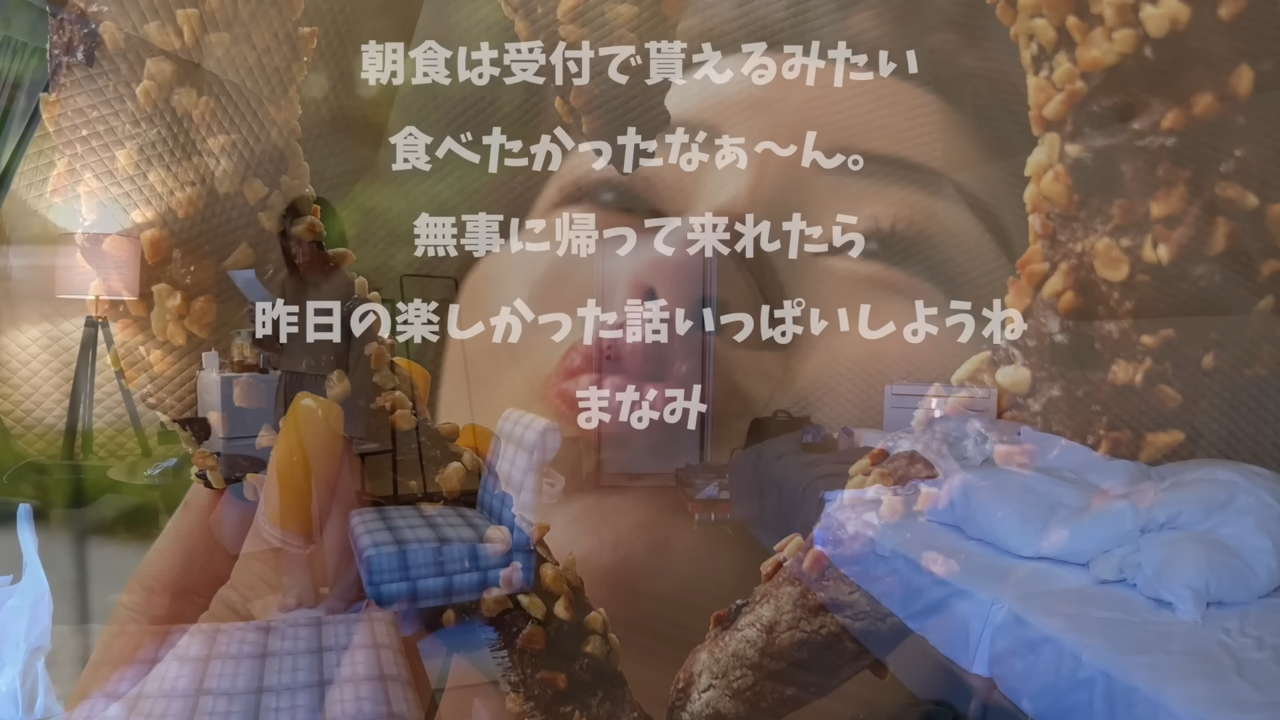 朝食は受付で貰えるみたい
食べたかったなぁ〜ん。
無事に帰って来れたら
昨日の楽しかった話いっぱいしようね
まなみ